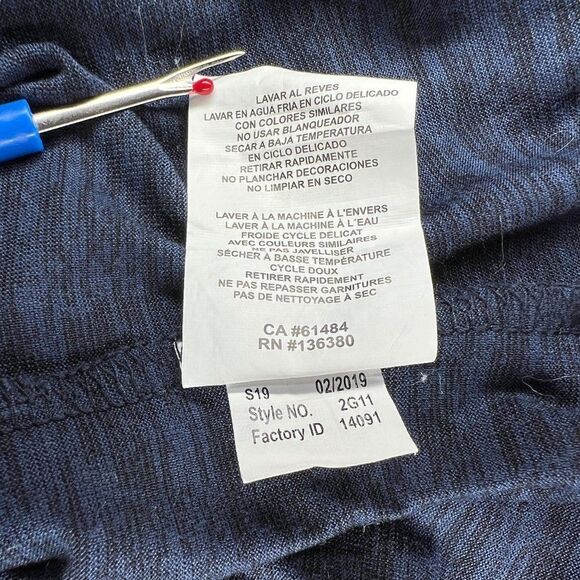 LAVAR AL REVES
LAVAR EN AGUA FRIA EN CICLO DELICADO
CON COLORES SIMILARES
NO USAR BLANQUEADOR
SECAR A BAJA TEMPERATURA
EN CICLO DELICADO
RETIRAR RAPIDAMENTE
NO PLANCHAR DECORACIONES
NO LIMPIAR EN SECO
LAVER À LA MACHINE À L'ENVERS
LAVER À LA MACHINE À L'EAU
FROIDE CYCLE DELICAT
AVEC COULEURS SIMILAIRES
NE PAS JAVELLISER
SÉCHER À BASSE TEMPÉRATURE
CYCLE DOUX
RETIRER RAPIDEMENT
NE PAS REPASSER GARNITURES
PAS DE NETTOYAGE À SEC
CA #61484
RN #136380
S19 02/2019
Style NO. 2G11
Factory ID 14091